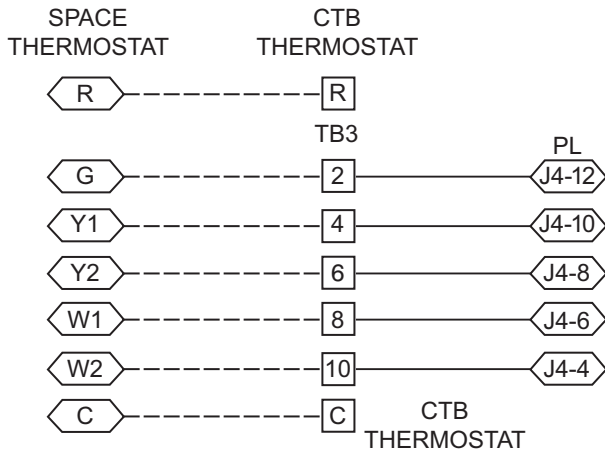 SPACE THERMOSTAT
CTB THERMOSTAT
R R
TB3
PL
G 2 J4-12
Y1 4 J4-10
Y2 6 J4-8
W1 8 J4-6
W2 10 J4-4
C C
CTB THERMOSTAT